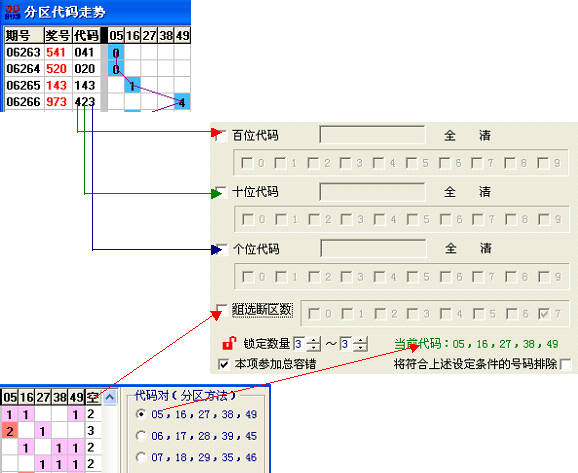 3D 分区代码走势
期号 奖号 代码 05 16 27 38 49
06263 541 041 0
06264 520 020 0
06265 143 143 1
06266 973 423 4
百位代码 全 清
0 1 2 3 4 5 6 7 8 9
十位代码 全 清
0 1 2 3 4 5 6 7 8 9
个位代码 全 清
0 1 2 3 4 5 6 7 8 9
组选断区数 0 1 2 3 4 5 6 7
锁定数量 3 ～ 3 当前代码：05，16，27，38，49
本项参加总容错 将符合上述设定条件的号码排除
05 16 27 38 49 空
1 1 1 2
2 1 3
1 1 1 2
1 1 1 2
代码对（分区方法）
05，16，27，38，49
06，17，28，39，45
07，18，29，35，46